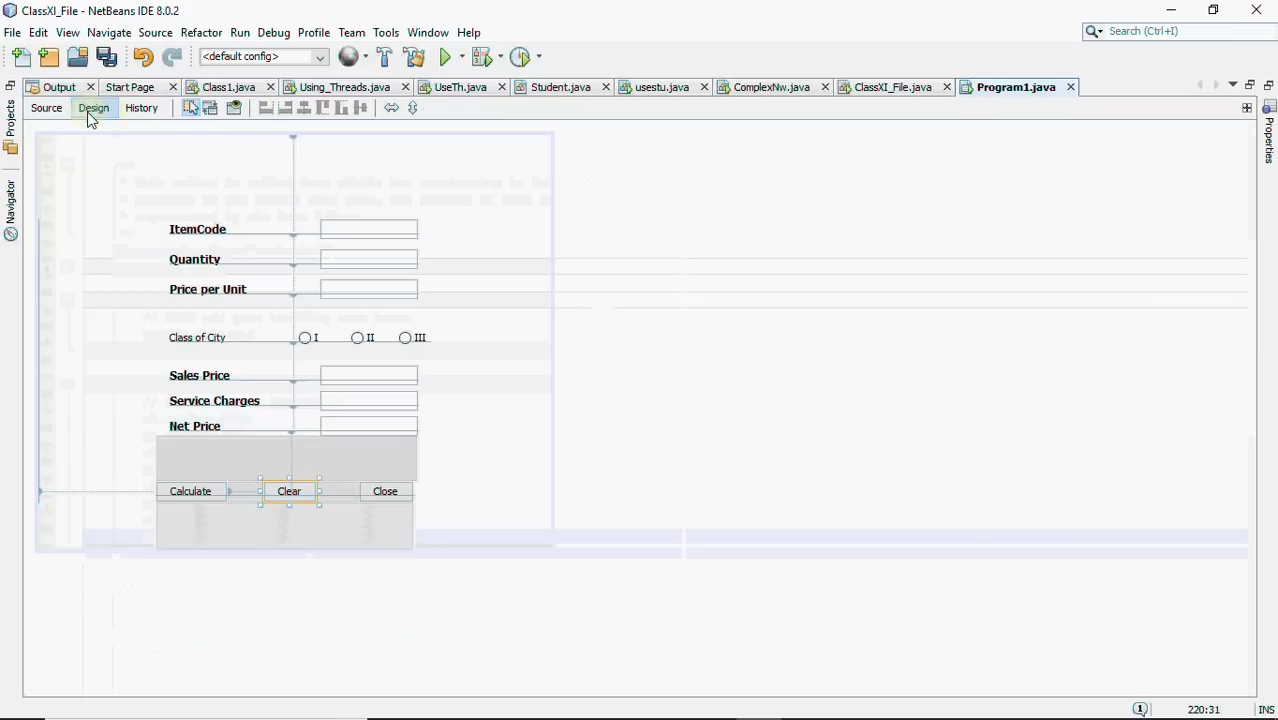 ClassXI_File - NetBeans IDE 8.0.2
File Edit View Navigate Source Refactor Run Debug Profile Team Tools Window Help
Search (Ctrl+I)
<default config>
Output Start Page Class1.java Using_Threads.java UseTh.java Student.java usestu.java ComplexNw.java ClassXI_File.java Program1.java
Source Design History
Projects
Navigator
Properties
ItemCode
Quantity
Price per Unit
Class of City I II III
Sales Price
Service Charges
Net Price
Calculate Clear Close
1 220:31 INS